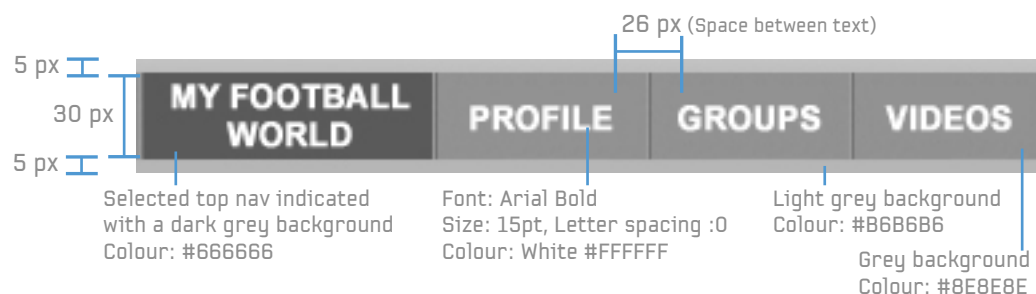 26 px (Space between text)
5 px
30 px
5 px
MY FOOTBALL
WORLD
PROFILE
GROUPS
VIDEOS
Selected top nav indicated
with a dark grey background
Colour: #666666
Font: Arial Bold
Size: 15pt, Letter spacing :0
Colour: White #FFFFFF
Light grey background
Colour: #B6B6B6
Grey background
Colour: #8E8E8E